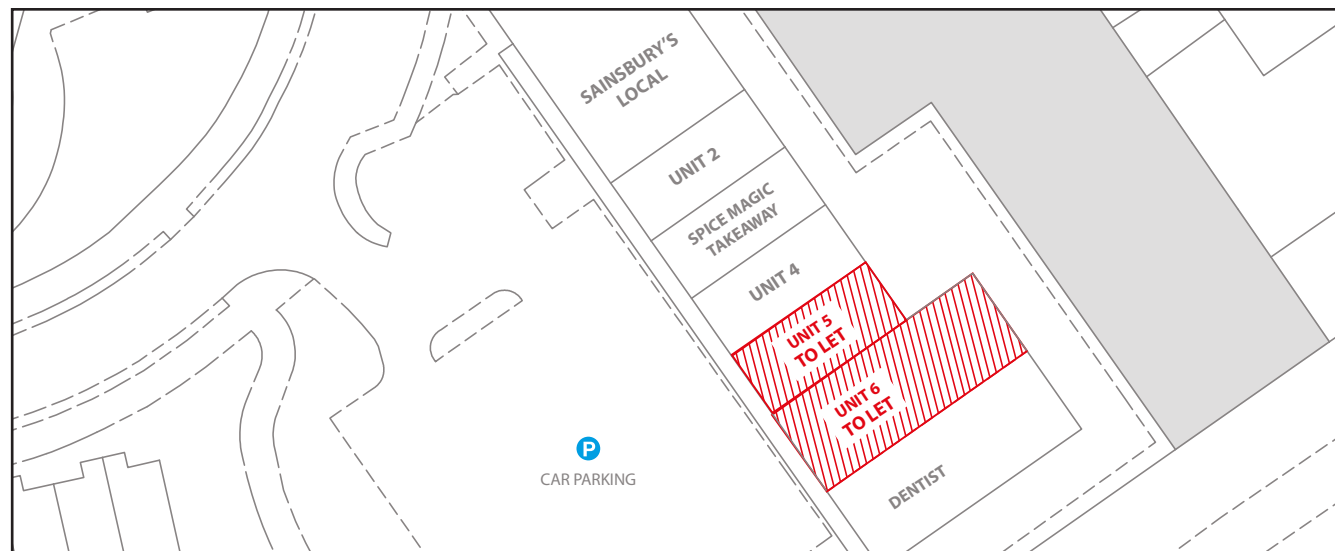 SAINSBURY'S
LOCAL
UNIT 2
SPICE MAGIC
TAKEAWAY
UNIT 4
UNIT 5
TO LET
UNIT 6
TO LET
DENTIST
P
CAR PARKING